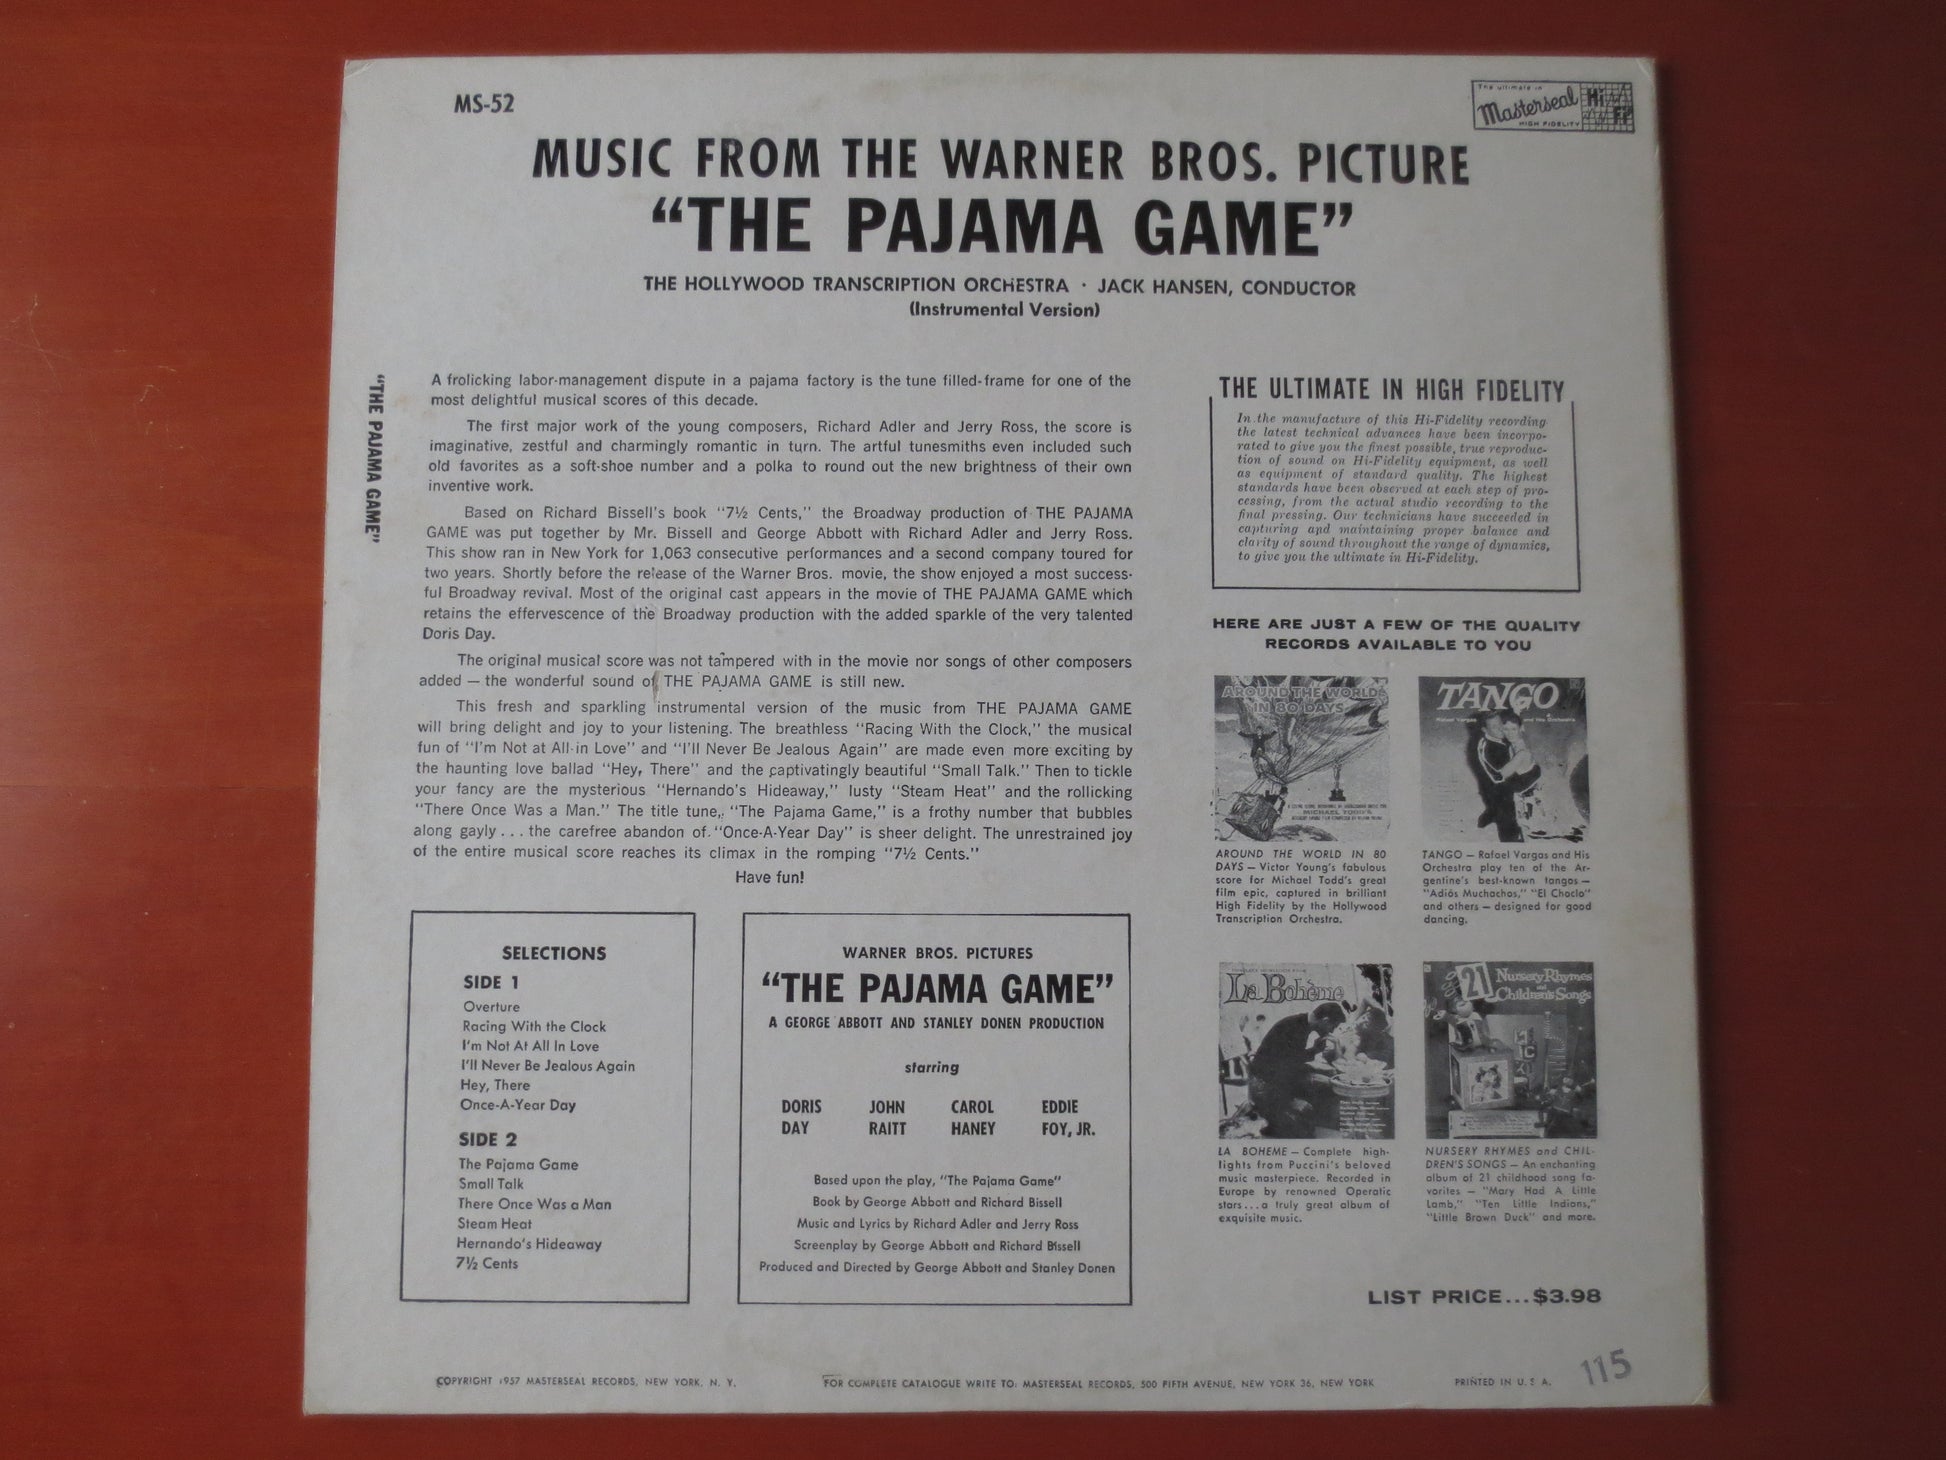 MS-52
The ultimate in
Masterseal
HIGH FIDELITY
Hi Fi
MUSIC FROM THE WARNER BROS. PICTURE
“THE PAJAMA GAME”
THE HOLLYWOOD TRANSCRIPTION ORCHESTRA · JACK HANSEN, CONDUCTOR
(Instrumental Version)
“THE PAJAMA GAME”
A frolicking labor-management dispute in a pajama factory is the tune filled-frame for one of the
most delightful musical scores of this decade.
The first major work of the young composers, Richard Adler and Jerry Ross, the score is
imaginative, zestful and charmingly romantic in turn. The artful tunesmiths even included such
old favorites as a soft-shoe number and a polka to round out the new brightness of their own
inventive work.
Based on Richard Bissell's book “7½ Cents,” the Broadway production of THE PAJAMA
GAME was put together by Mr. Bissell and George Abbott with Richard Adler and Jerry Ross.
This show ran in New York for 1,063 consecutive performances and a second company toured for
two years. Shortly before the release of the Warner Bros. movie, the show enjoyed a most success-
ful Broadway revival. Most of the original cast appears in the movie of THE PAJAMA GAME which
retains the effervescence of the Broadway production with the added sparkle of the very talented
Doris Day.
The original musical score was not tampered with in the movie nor songs of other composers
added — the wonderful sound of THE PAJAMA GAME is still new.
This fresh and sparkling instrumental version of the music from THE PAJAMA GAME
will bring delight and joy to your listening. The breathless “Racing With the Clock,” the musical
fun of “I'm Not at All in Love” and “I'll Never Be Jealous Again” are made even more exciting by
the haunting love ballad “Hey, There” and the captivatingly beautiful “Small Talk.” Then to tickle
your fancy are the mysterious “Hernando's Hideaway,” lusty “Steam Heat” and the rollicking
“There Once Was a Man.” The title tune, “The Pajama Game,” is a frothy number that bubbles
along gayly . . . the carefree abandon of “Once-A-Year Day” is sheer delight. The unrestrained joy
of the entire musical score reaches its climax in the romping “7½ Cents.”
Have fun!
SELECTIONS
SIDE 1
Overture
Racing With the Clock
I'm Not At All In Love
I'll Never Be Jealous Again
Hey, There
Once-A-Year Day
SIDE 2
The Pajama Game
Small Talk
There Once Was a Man
Steam Heat
Hernando's Hideaway
7½ Cents
WARNER BROS. PICTURES
“THE PAJAMA GAME”
A GEORGE ABBOTT AND STANLEY DONEN PRODUCTION
starring
DORIS JOHN CAROL EDDIE
DAY RAITT HANEY FOY, JR.
Based upon the play, “The Pajama Game”
Book by George Abbott and Richard Bissell
Music and Lyrics by Richard Adler and Jerry Ross
Screenplay by George Abbott and Richard Bissell
Produced and Directed by George Abbott and Stanley Donen
THE ULTIMATE IN HIGH FIDELITY
In the manufacture of this Hi-Fidelity recording
the latest technical advances have been incorpo-
rated to give you the finest possible, true reproduc-
tion of sound on Hi-Fidelity equipment, as well
as equipment of standard quality. The highest
standards have been observed at each step of pro-
cessing, from the actual studio recording to the
final pressing. Our technicians have succeeded in
capturing and maintaining proper balance and
clarity of sound throughout the range of dynamics,
to give you the ultimate in Hi-Fidelity.
HERE ARE JUST A FEW OF THE QUALITY
RECORDS AVAILABLE TO YOU
AROUND THE WORLD
IN 80 DAYS
MICHAEL TODD'S
TANGO
Rafael Vargas and His Orchestra
AROUND THE WORLD IN 80
DAYS — Victor Young's fabulous
score for Michael Todd's great
film epic, captured in brilliant
High Fidelity by the Hollywood
Transcription Orchestra.
TANGO — Rafael Vargas and His
Orchestra play ten of the Ar-
gentine's best-known tangos —
“Adiós Muchachos,” “El Choclo”
and others — designed for good
dancing.
La Bohème
21 Nursery Rhymes
and
Children's Songs
LA BOHEME — Complete high-
lights from Puccini's beloved
music masterpiece. Recorded in
Europe by renowned Operatic
stars...a truly great album of
exquisite music.
NURSERY RHYMES and CHIL-
DREN'S SONGS — An enchanting
album of 21 childhood song fa-
vorites — “Mary Had A Little
Lamb,” “Ten Little Indians,”
“Little Brown Duck” and more.
LIST PRICE...$3.98
COPYRIGHT 1957 MASTERSEAL RECORDS, NEW YORK, N. Y.
FOR COMPLETE CATALOGUE WRITE TO: MASTERSEAL RECORDS, 500 FIFTH AVENUE, NEW YORK 36, NEW YORK
PRINTED IN U. S. A.
115